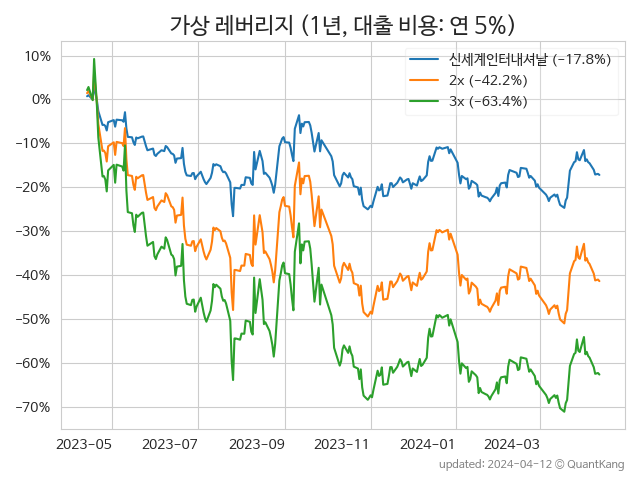 가상 레버리지 (1년, 대출 비용: 연 5%)
신세계인터내셔날 (−17.8%)
2x (−42.2%)
3x (−63.4%)
10%
0%
−10%
−20%
−30%
−40%
−50%
−60%
−70%
2023-05 2023-07 2023-09 2023-11 2024-01 2024-03
updated: 2024-04-12 © QuantKang